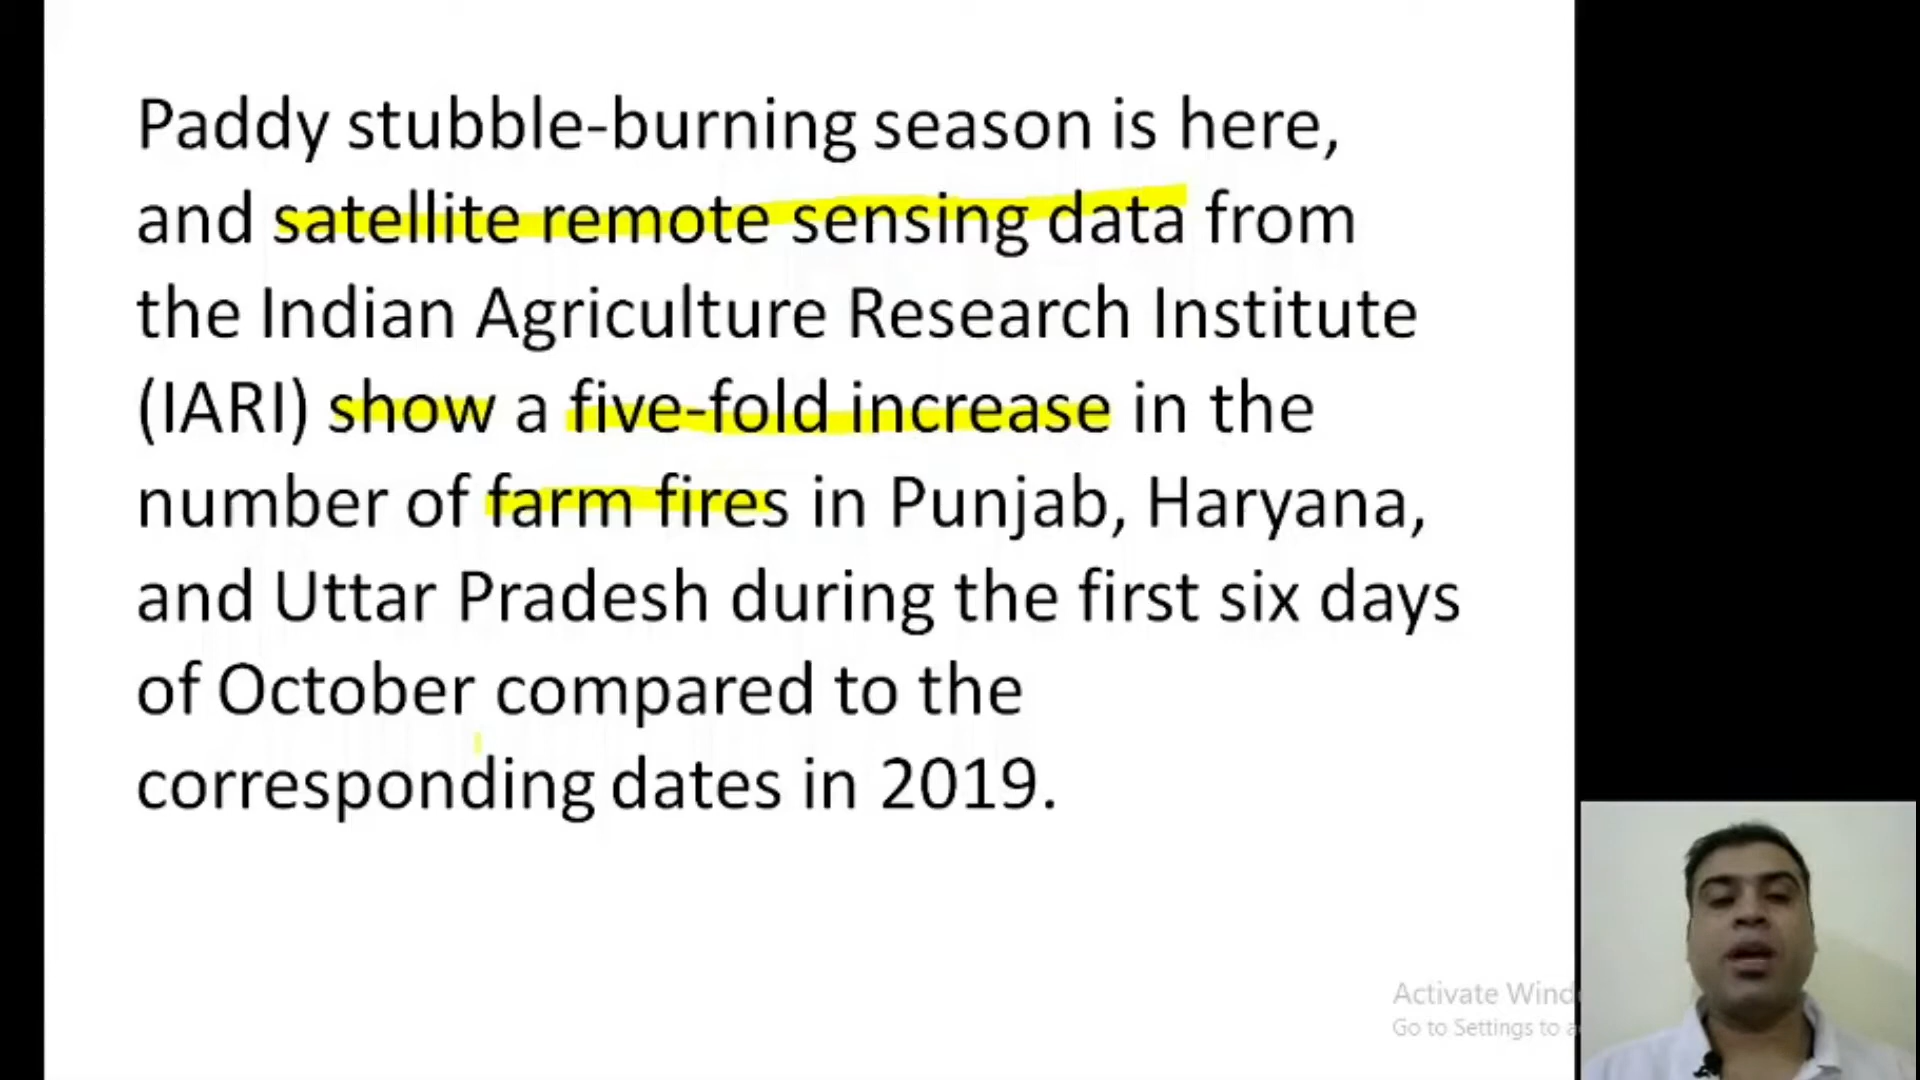 Paddy stubble-burning season is here,
and satellite remote sensing data from
the Indian Agriculture Research Institute
(IARI) show a five-fold increase in the
number of farm fires in Punjab, Haryana,
and Uttar Pradesh during the first six days
of October compared to the
corresponding dates in 2019.
Activate Wind
Go to Settings to a